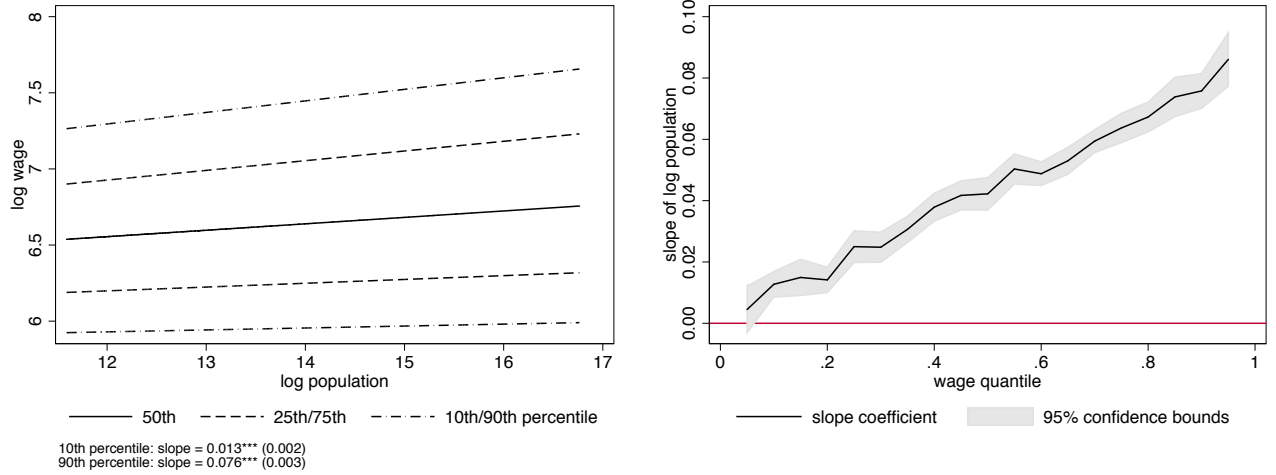 8
7.5
7
6.5
6
log wage
12 13 14 15 16 17
log population
50th 25th/75th 10th/90th percentile
10th percentile: slope = 0.013*** (0.002)
90th percentile: slope = 0.076*** (0.003)
0.10
0.08
0.06
0.04
0.02
0.00
slope of log population
0 .2 .4 .6 .8 1
wage quantile
slope coefficient 95% confidence bounds